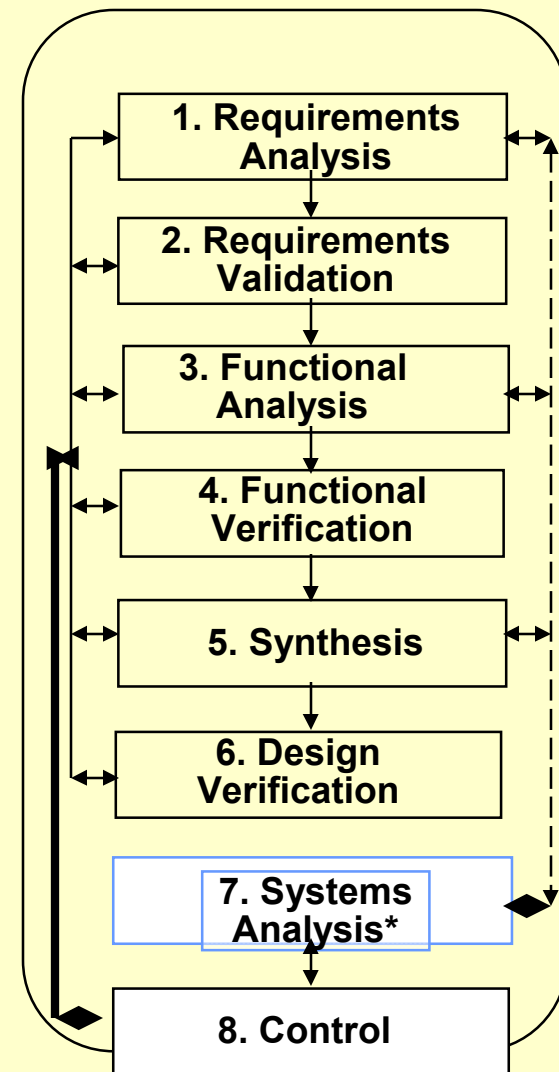 1. Requirements
Analysis
2. Requirements
Validation
3. Functional
Analysis
4. Functional
Verification
5. Synthesis
6. Design
Verification
7. Systems
Analysis*
8. Control